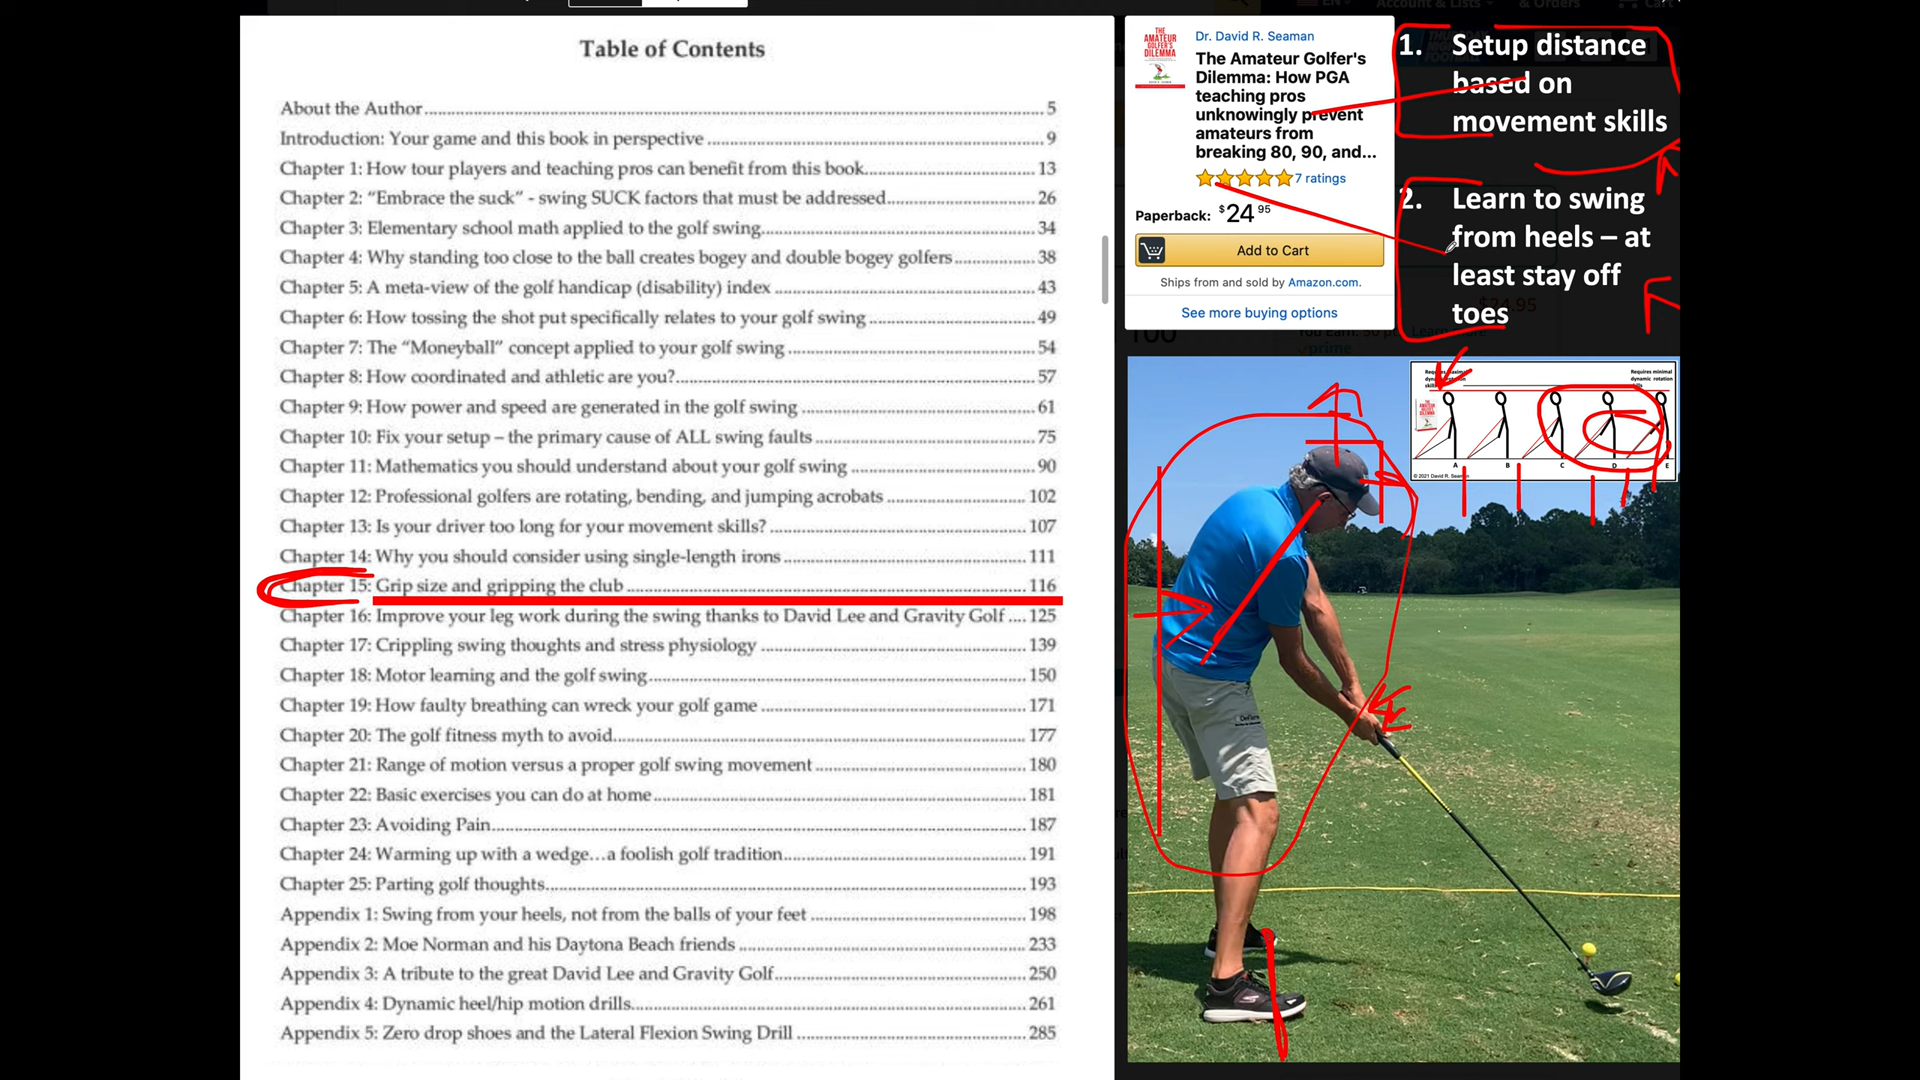 Table of Contents
About the Author 5
Introduction: Your game and this book in perspective 9
Chapter 1: How tour players and teaching pros can benefit from this book 13
Chapter 2: "Embrace the suck" - swing SUCK factors that must be addressed 26
Chapter 3: Elementary school math applied to the golf swing 34
Chapter 4: Why standing too close to the ball creates bogey and double bogey golfers 38
Chapter 5: A meta-view of the golf handicap (disability) index 43
Chapter 6: How tossing the shot put specifically relates to your golf swing 49
Chapter 7: The "Moneyball" concept applied to your golf swing 54
Chapter 8: How coordinated and athletic are you? 57
Chapter 9: How power and speed are generated in the golf swing 61
Chapter 10: Fix your setup – the primary cause of ALL swing faults 75
Chapter 11: Mathematics you should understand about your golf swing 90
Chapter 12: Professional golfers are rotating, bending, and jumping acrobats 102
Chapter 13: Is your driver too long for your movement skills? 107
Chapter 14: Why you should consider using single-length irons 111
Chapter 15: Grip size and gripping the club 116
Chapter 16: Improve your leg work during the swing thanks to David Lee and Gravity Golf .... 125
Chapter 17: Crippling swing thoughts and stress physiology 139
Chapter 18: Motor learning and the golf swing 150
Chapter 19: How faulty breathing can wreck your golf game 171
Chapter 20: The golf fitness myth to avoid 177
Chapter 21: Range of motion versus a proper golf swing movement 180
Chapter 22: Basic exercises you can do at home 181
Chapter 23: Avoiding Pain 187
Chapter 24: Warming up with a wedge…a foolish golf tradition 191
Chapter 25: Parting golf thoughts 193
Appendix 1: Swing from your heels, not from the balls of your feet 198
Appendix 2: Moe Norman and his Daytona Beach friends 233
Appendix 3: A tribute to the great David Lee and Gravity Golf 250
Appendix 4: Dynamic heel/hip motion drills 261
Appendix 5: Zero drop shoes and the Lateral Flexion Swing Drill 285
THE AMATEUR GOLFER'S DILEMMA
Dr. David R. Seaman
The Amateur Golfer's
Dilemma: How PGA
teaching pros
unknowingly prevent
amateurs from
breaking 80, 90, and...
7 ratings
Paperback: $24 95
Add to Cart
Ships from and sold by Amazon.com.
See more buying options
1. Setup distance
based on
movement skills
2. Learn to swing
from heels – at
least stay off
toes
Requires minimal
dynamic rotation
A B C D E
© 2021 David R.